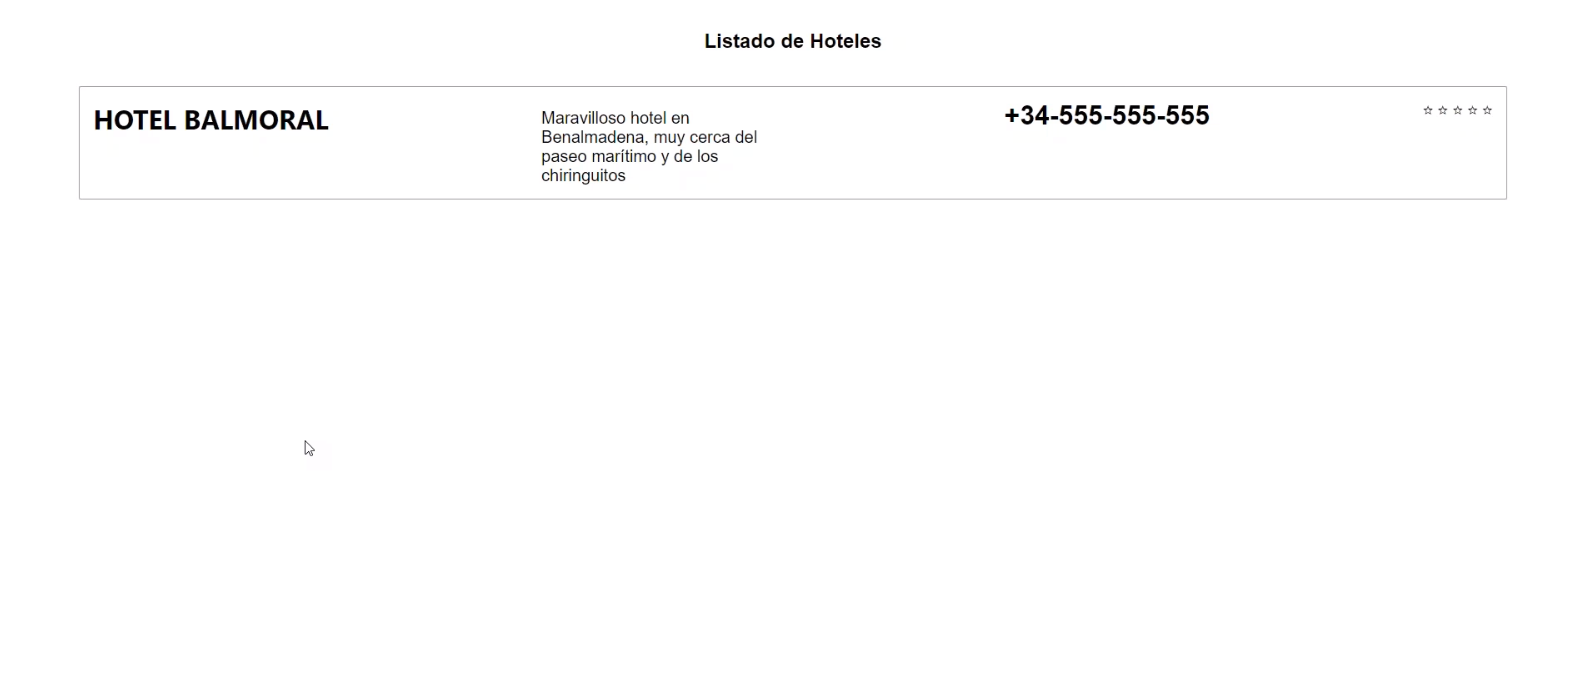 Listado de Hoteles
HOTEL BALMORAL
Maravilloso hotel en
Benalmadena, muy cerca del
paseo marítimo y de los
chiringuitos
+34-555-555-555
☆ ☆ ☆ ☆ ☆